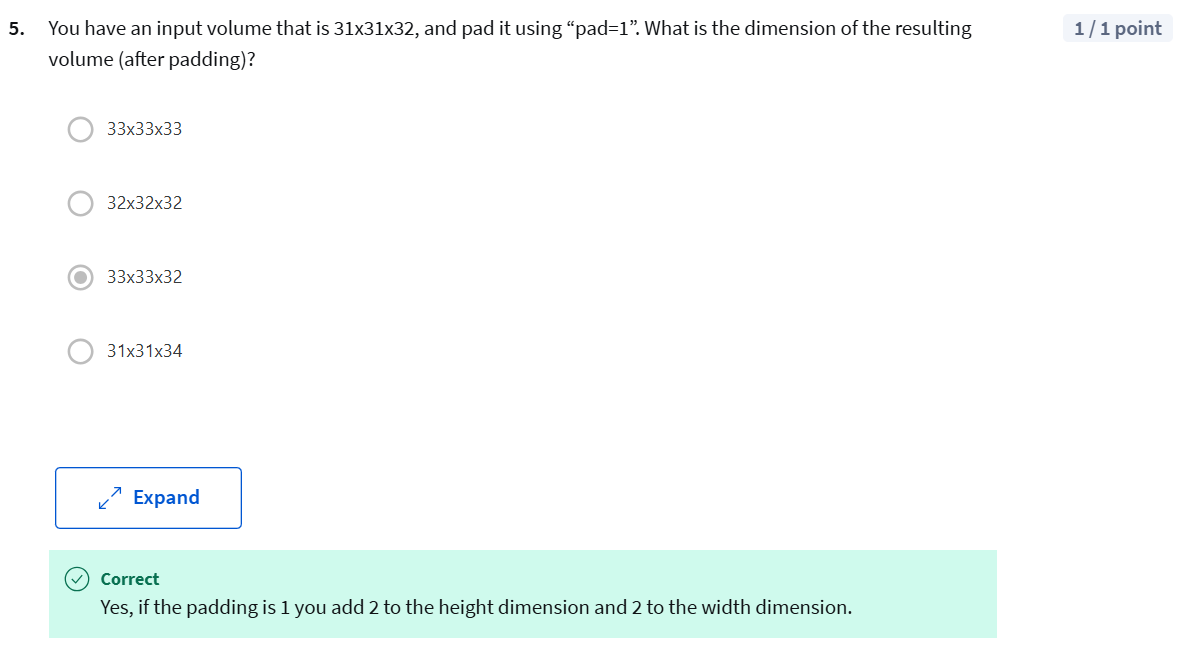 5. You have an input volume that is 31x31x32, and pad it using “pad=1”. What is the dimension of the resulting
volume (after padding)?
1 / 1 point
33x33x33
32x32x32
33x33x32
31x31x34
Expand
Correct
Yes, if the padding is 1 you add 2 to the height dimension and 2 to the width dimension.